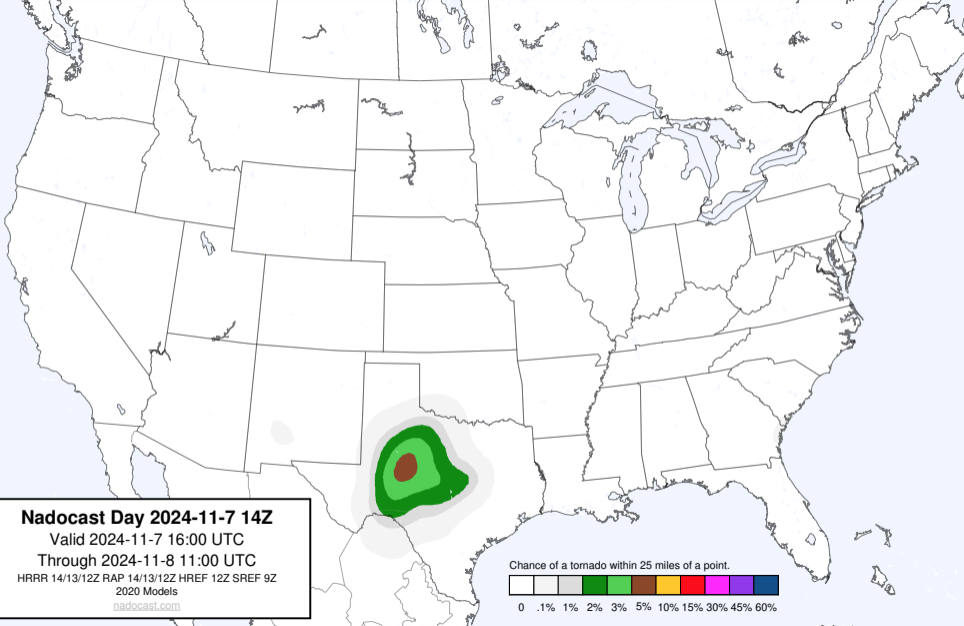 Nadocast Day 2024-11-7 14Z
Valid 2024-11-7 16:00 UTC
Through 2024-11-8 11:00 UTC
HRRR 14/13/12Z RAP 14/13/12Z HREF 12Z SREF 9Z
2020 Models
nadocast.com
Chance of a tornado within 25 miles of a point.
0 .1% 1% 2% 3% 5% 10% 15% 30% 45% 60%